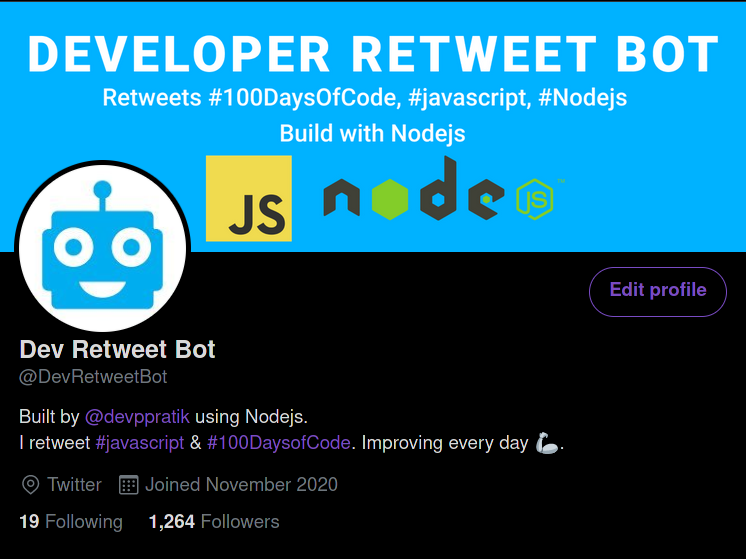 DEVELOPER RETWEET BOT
Retweets #100DaysOfCode, #javascript, #Nodejs
Build with Nodejs
JS
node
JS
™
Edit profile
Dev Retweet Bot
@DevRetweetBot
Built by @devppratik using Nodejs.
I retweet #javascript & #100DaysofCode. Improving every day 🦾.
Twitter Joined November 2020
19 Following 1,264 Followers